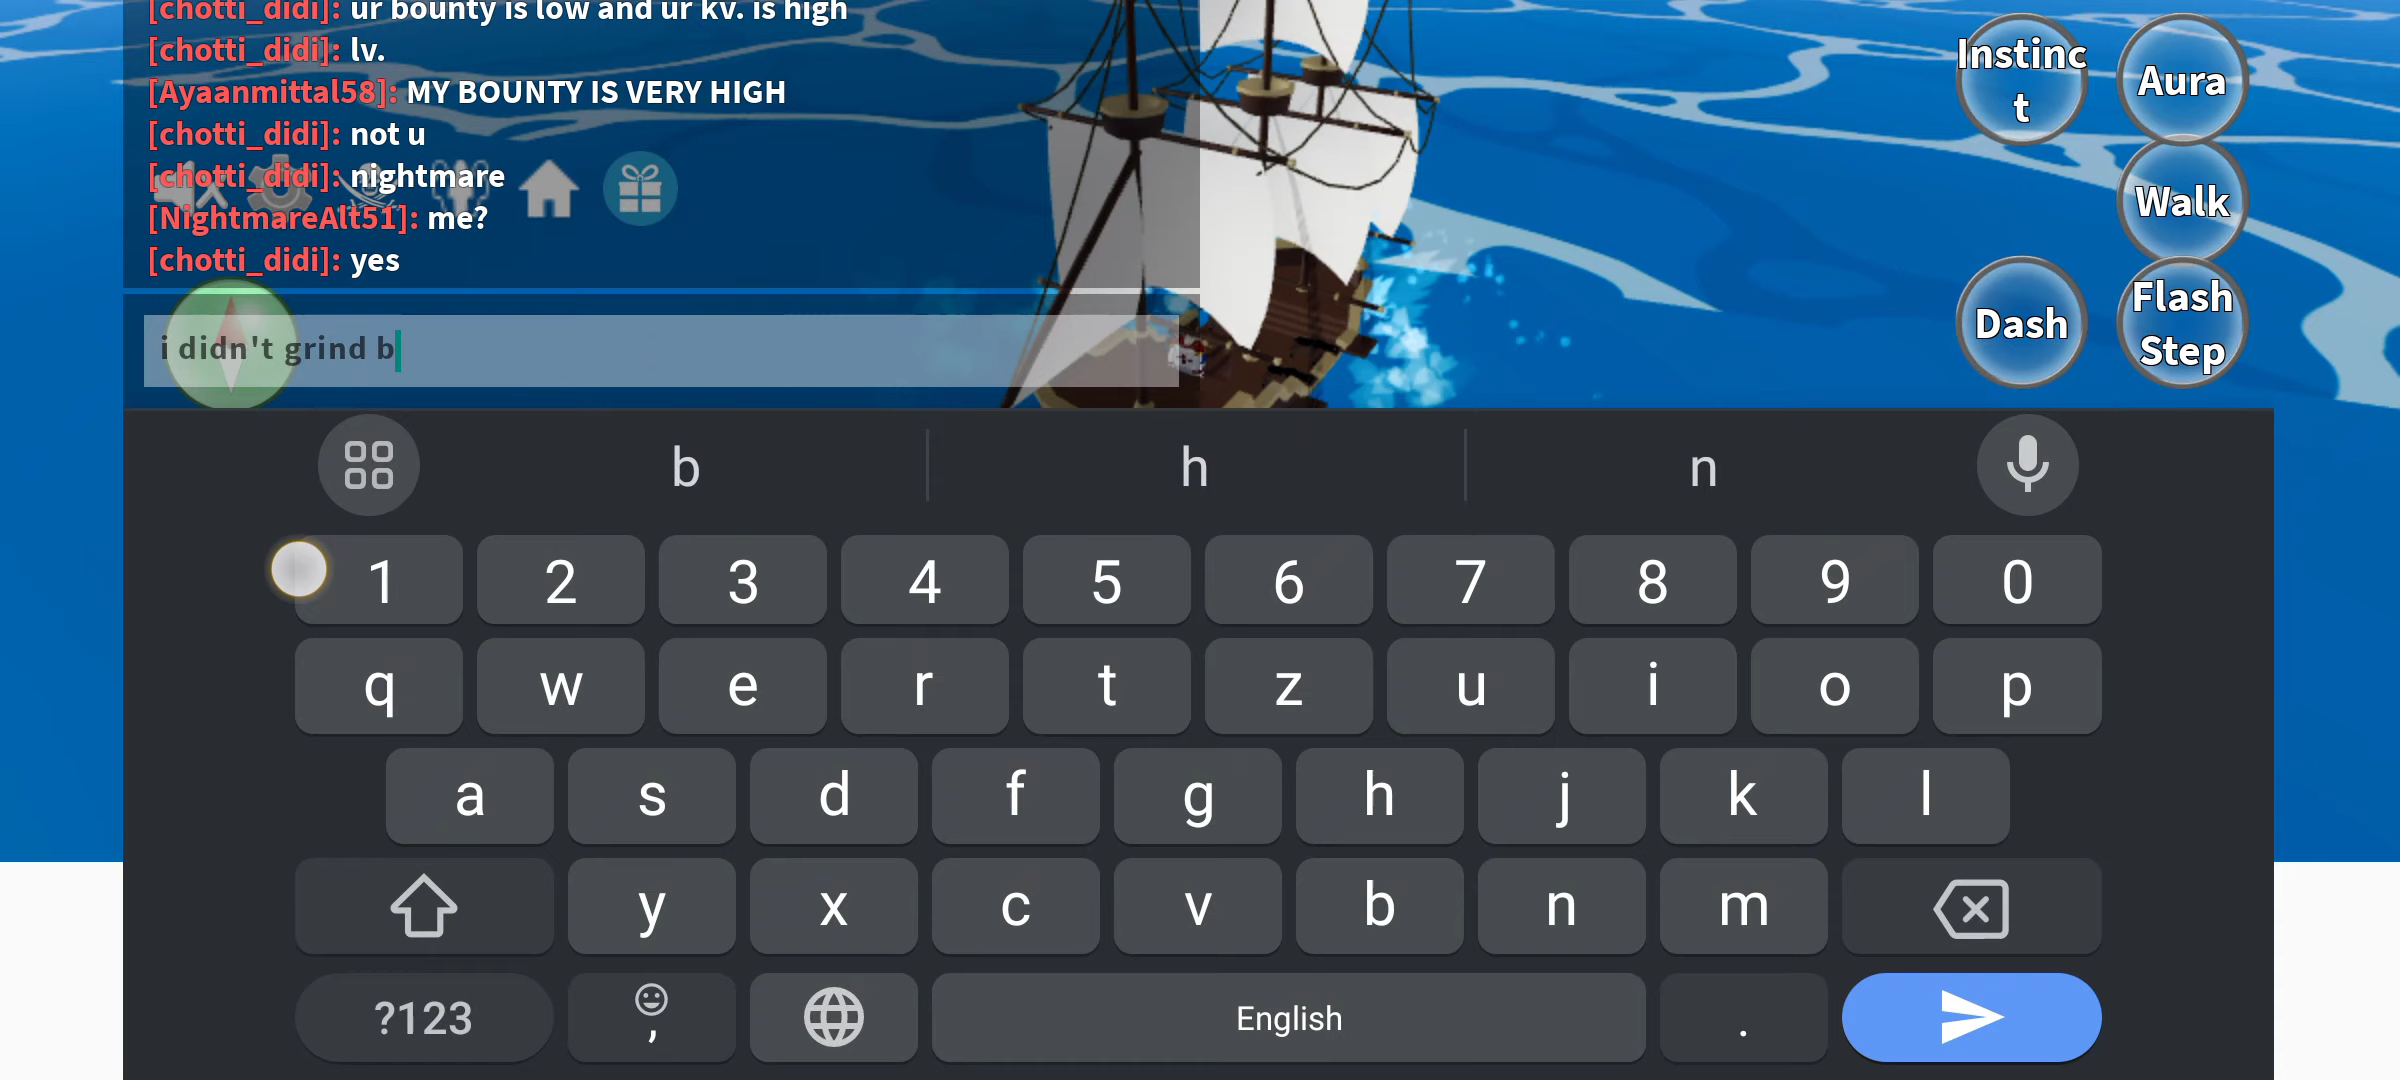 [chotti_didi]: ur bounty is low and ur kv. is high
[chotti_didi]: lv.
[Ayaanmittal58]: MY BOUNTY IS VERY HIGH
[chotti_didi]: not u
[chotti_didi]: nightmare
[NightmareAlt51]: me?
[chotti_didi]: yes
i didn't grind b
Instinc
t
Aura
Walk
Dash
Flash
Step
b h n
1 2 3 4 5 6 7 8 9 0
q w e r t z u i o p
a s d f g h j k l
y x c v b n m
?123 , English .